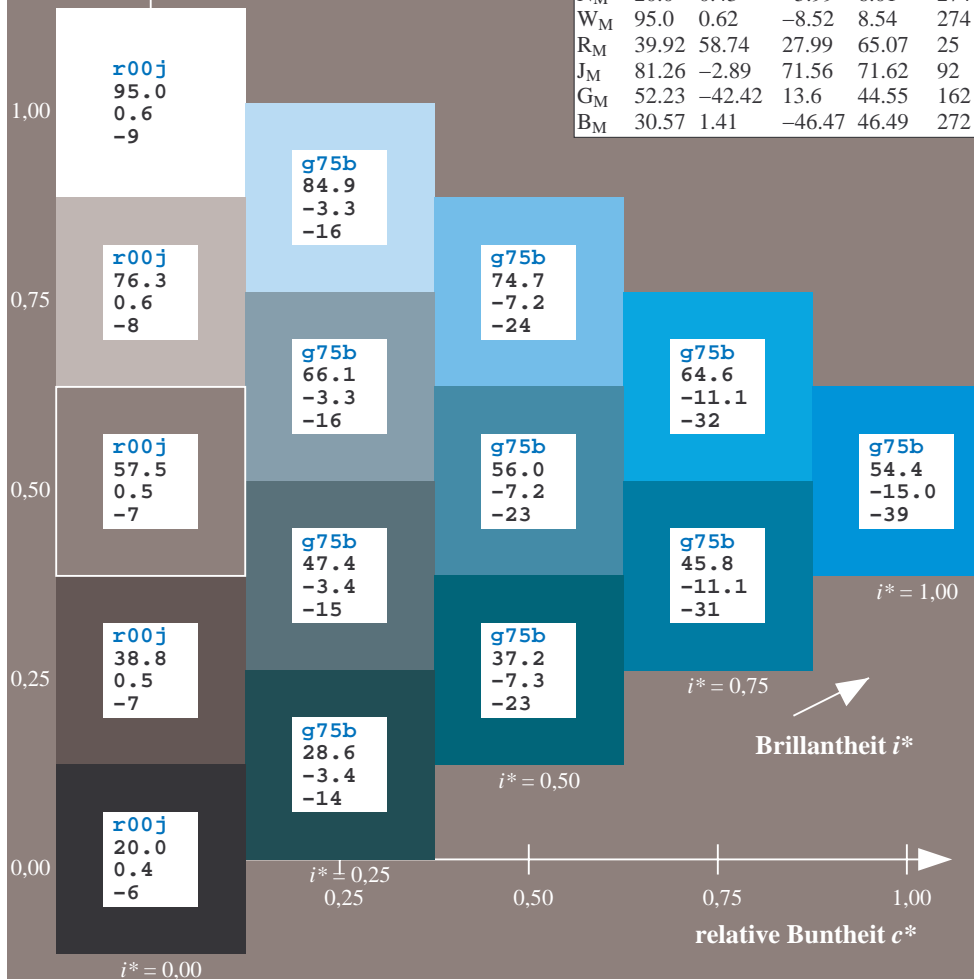 W_M 95.0 0.62 −8.52 8.54 274
R_M 39.92 58.74 27.99 65.07 25
J_M 81.26 −2.89 71.56 71.62 92
G_M 52.23 −42.42 13.6 44.55 162
B_M 30.57 1.41 −46.47 46.49 272
1,00
r00j
95.0
0.6
-9
g75b
84.9
-3.3
-16
0,75
r00j
76.3
0.6
-8
g75b
74.7
-7.2
-24
g75b
66.1
-3.3
-16
g75b
64.6
-11.1
-32
0,50
r00j
57.5
0.5
-7
g75b
56.0
-7.2
-23
g75b
54.4
-15.0
-39
i* = 1,00
g75b
47.4
-3.4
-15
g75b
45.8
-11.1
-31
i* = 0,75
0,25
r00j
38.8
0.5
-7
g75b
37.2
-7.3
-23
i* = 0,50
Brillantheit i*
g75b
28.6
-3.4
-14
i* = 0,25
0,00
r00j
20.0
0.4
-6
i* = 0,00
0,25 0,50 0,75 1,00
relative Buntheit c*